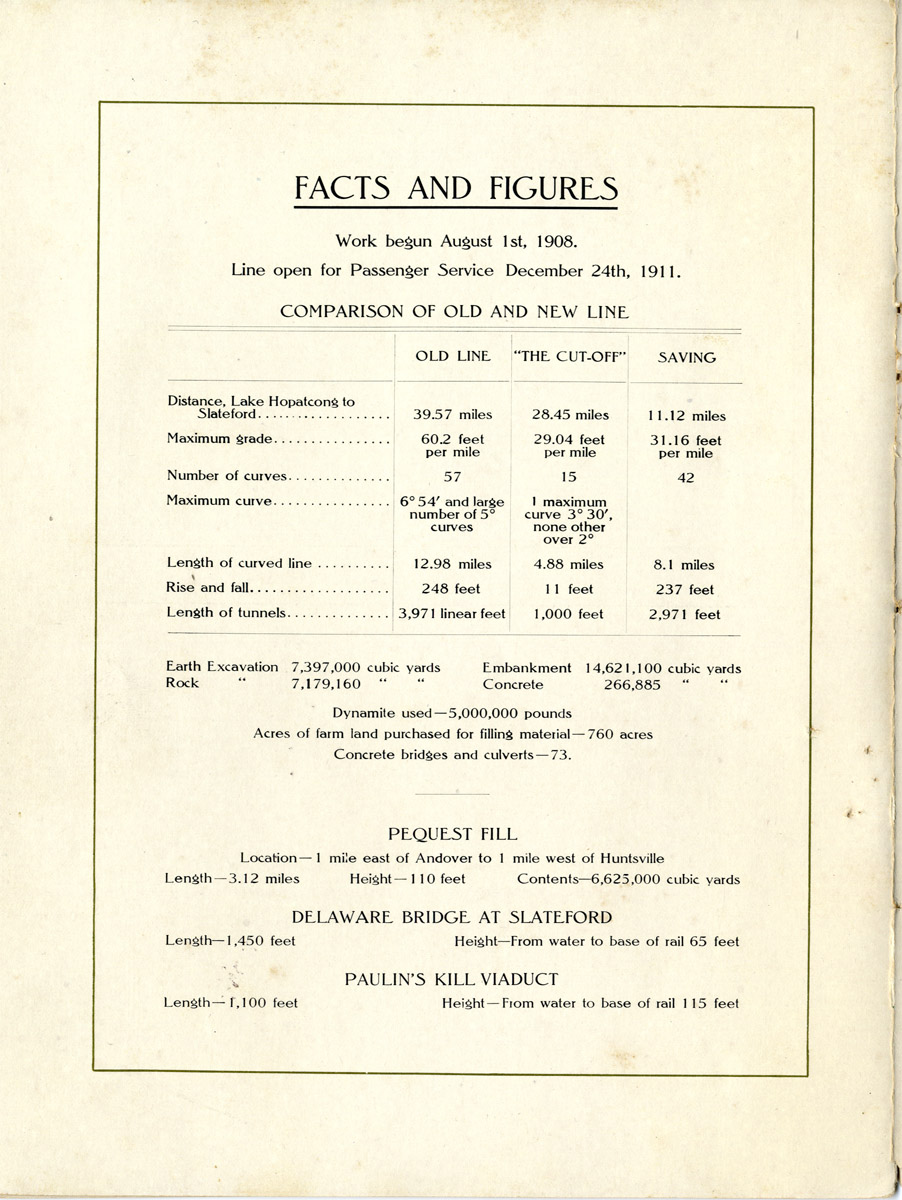 FACTS AND FIGURES
Work begun August 1st, 1908.
Line open for Passenger Service December 24th, 1911.
COMPARISON OF OLD AND NEW LINE
OLD LINE "THE CUT-OFF" SAVING
Distance, Lake Hopatcong to
Slateford................... 39.57 miles 28.45 miles 11.12 miles
Maximum grade................ 60.2 feet 29.04 feet 31.16 feet
per mile per mile per mile
Number of curves.............. 57 15 42
Maximum curve................ 6° 54′ and large 1 maximum
number of 5° curve 3° 30′,
curves none other
over 2°
Length of curved line .......... 12.98 miles 4.88 miles 8.1 miles
Rise and fall.................... 248 feet 11 feet 237 feet
Length of tunnels.............. 3,971 linear feet 1,000 feet 2,971 feet
Earth Excavation 7,397,000 cubic yards Embankment 14,621,100 cubic yards
Rock " 7,179,160 " " Concrete 266,885 " "
Dynamite used—5,000,000 pounds
Acres of farm land purchased for filling material—760 acres
Concrete bridges and culverts—73.
PEQUEST FILL
Location—1 mile east of Andover to 1 mile west of Huntsville
Length—3.12 miles Height—110 feet Contents—6,625,000 cubic yards
DELAWARE BRIDGE AT SLATEFORD
Length—1,450 feet Height—From water to base of rail 65 feet
PAULIN'S KILL VIADUCT
Length—1,100 feet Height—From water to base of rail 115 feet